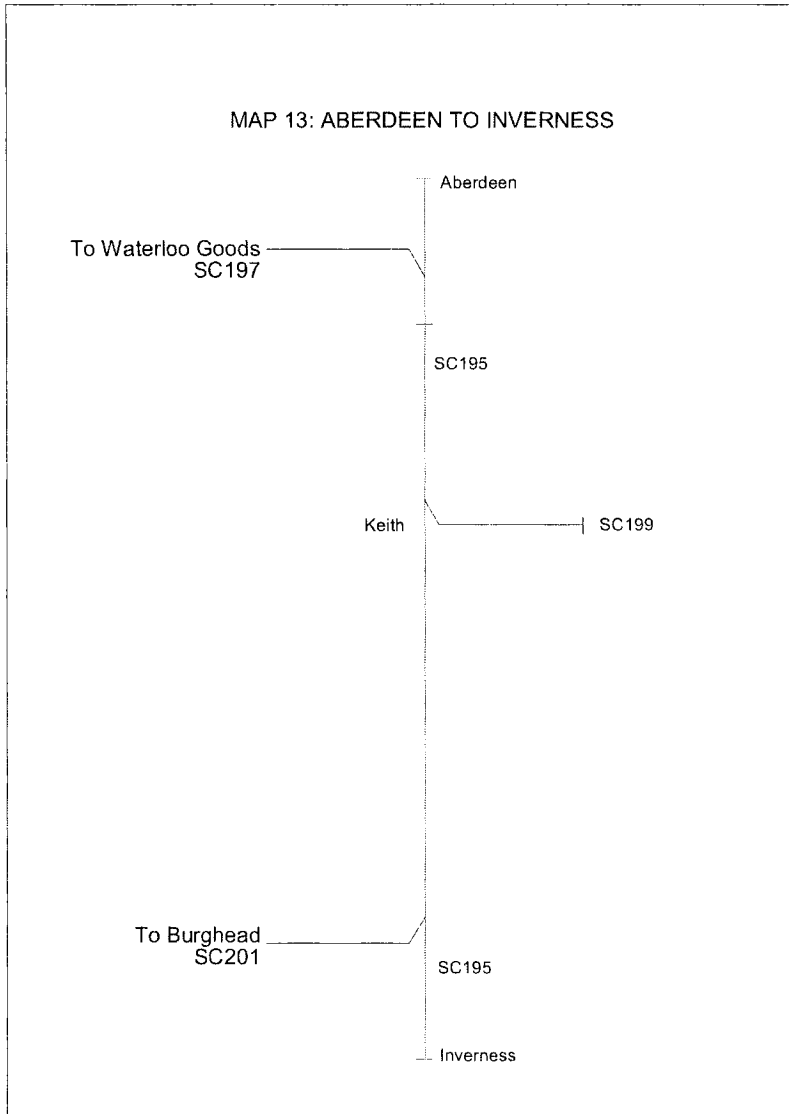 MAP 13: ABERDEEN TO INVERNESS
Aberdeen
To Waterloo Goods
SC197
SC195
Keith
SC199
To Burghead
SC201
SC195
Inverness